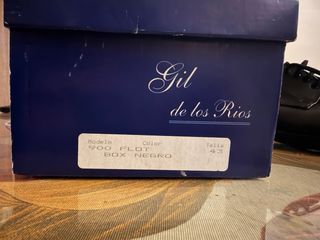 Gil
de los Rios
Modelo Color Talla
900 FLOT 43
BOX NEGRO